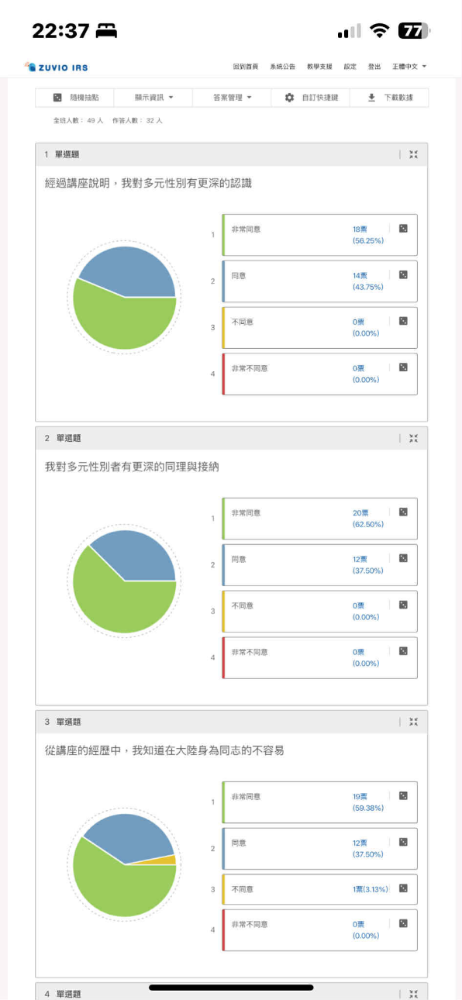 22:37
77
ZUVIO IRS 回到首頁 系統公告 教學支援 設定 登出 正體中文
隨機抽點 顯示資訊 答案管理 自訂快捷鍵 下載數據
全班人數： 49 人 作答人數： 32 人
1 單選題
經過講座說明，我對多元性別有更深的認識
1 非常同意 18票
(56.25%)
2 同意 14票
(43.75%)
3 不同意 0票
(0.00%)
4 非常不同意 0票
(0.00%)
2 單選題
我對多元性別者有更深的同理與接納
1 非常同意 20票
(62.50%)
2 同意 12票
(37.50%)
3 不同意 0票
(0.00%)
4 非常不同意 0票
(0.00%)
3 單選題
從講座的經歷中，我知道在大陸身為同志的不容易
1 非常同意 19票
(59.38%)
2 同意 12票
(37.50%)
3 不同意 1票(3.13%)
4 非常不同意 0票
(0.00%)
4 單選題